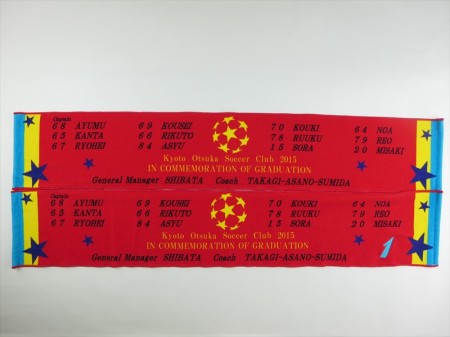 Captain
68 AYUMU 69 KOUSEI 70 KOUKI 64 NOA
65 KANTA 66 RIKUTO 78 RUUKU 79 REO
67 RYOHEI 84 ASYU 15 SORA 20 MISAKI
Kyoto Otsuka Soccer Club 2015
IN COMMEMORATION OF GRADUATION
General Manager SHIBATA Coach TAKAGI-ASANO-SUMIDA
Captain
68 AYUMU 69 KOUSEI 70 KOUKI 64 NOA
65 KANTA 66 RIKUTO 78 RUUKU 79 REO
67 RYOHEI 84 ASYU 15 SORA 20 MISAKI
Kyoto Otsuka Soccer Club 2015
IN COMMEMORATION OF GRADUATION
1
General Manager SHIBATA Coach TAKAGI-ASANO-SUMIDA